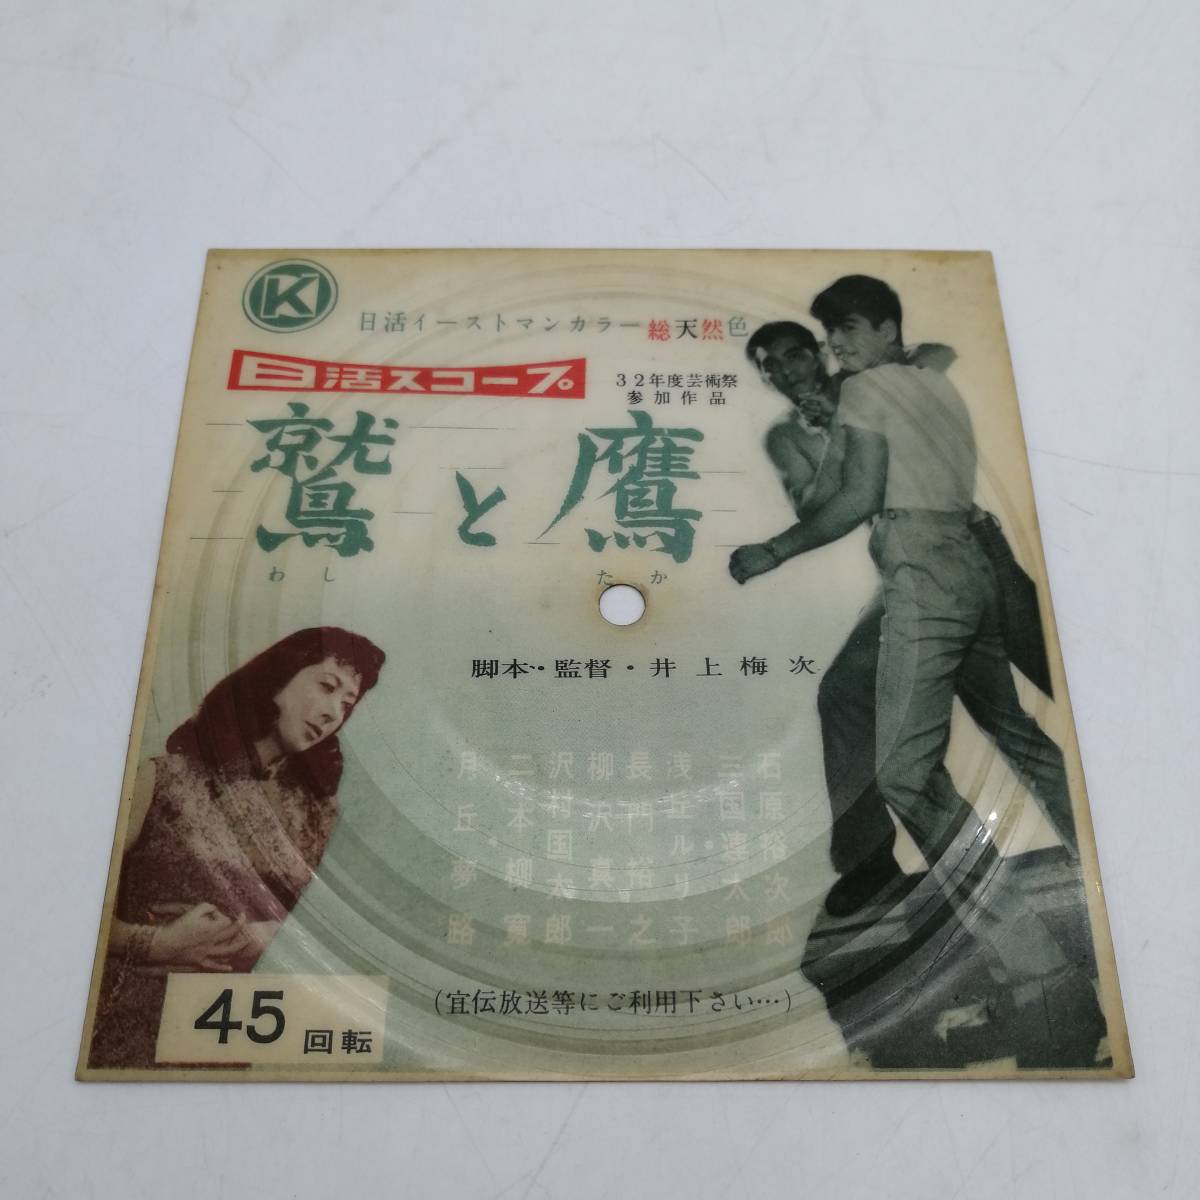 K
日活イーストマンカラー総天然色
日活スコープ
32年度芸術祭
参加作品
鷲と鷹
わし たか
脚本・監督・井上梅次
石原裕次郎
三国連太郎
浅丘ルリ子
長門裕之
柳沢真一
沢村国太郎
二本柳寛
月丘夢路
(宣伝放送等にご利用下さい…)
45回転